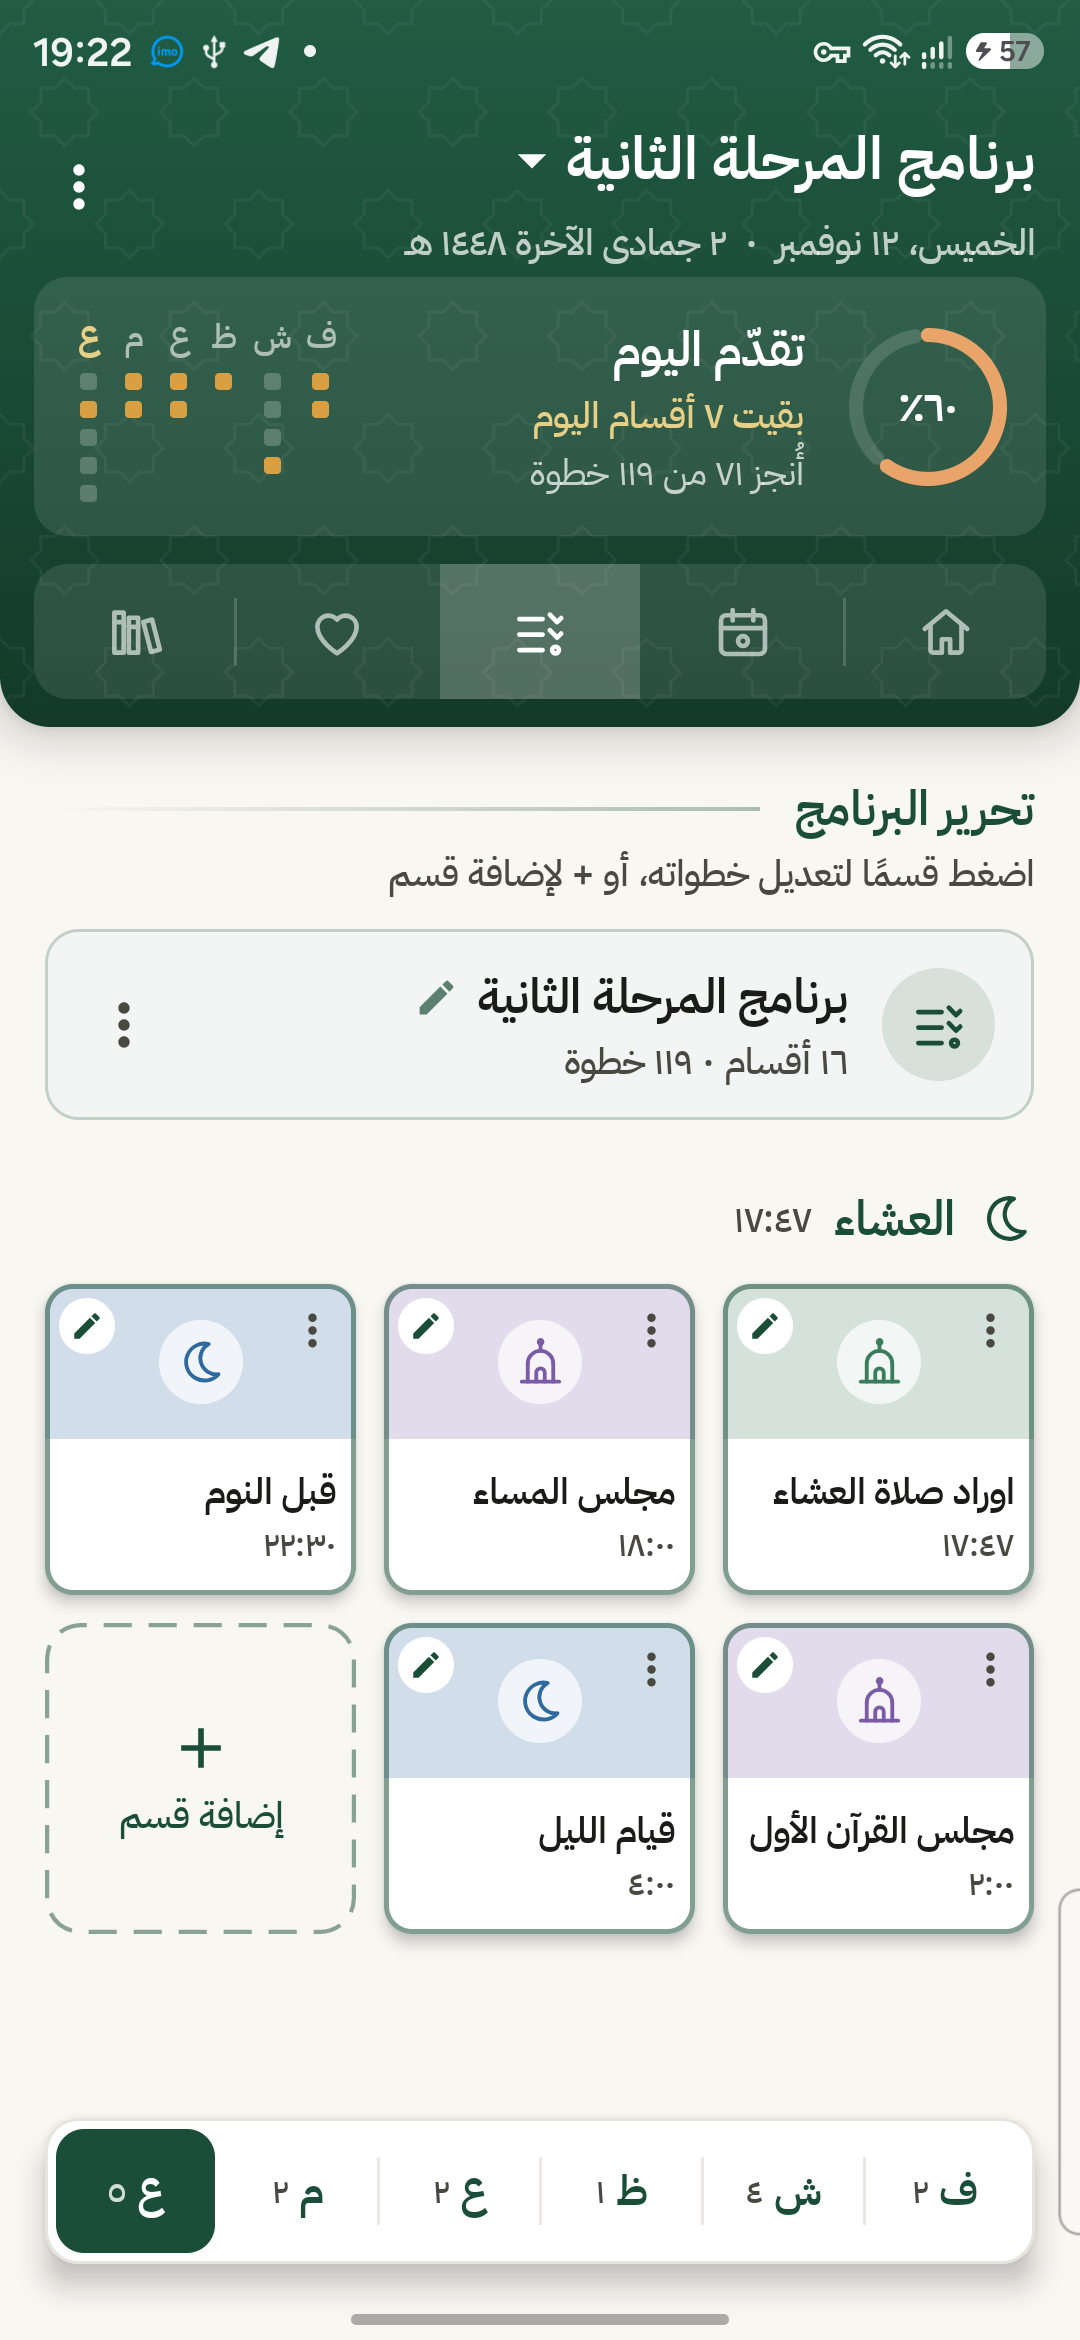 19:22
imo
57
برنامج المرحلة الثانية
الخميس، ١٢ نوفمبر • ٢ جمادى الآخرة ١٤٤٨ هـ
٪٦٠
تقدّم اليوم
بقيت ٧ أقسام اليوم
أُنجز ٧١ من ١١٩ خطوة
ف ش ظ ع م ع
تحرير البرنامج
اضغط قسمًا لتعديل خطواته، أو + لإضافة قسم
برنامج المرحلة الثانية
١٦ أقسام • ١١٩ خطوة
العشاء ١٧:٤٧
اوراد صلاة العشاء
١٧:٤٧
مجلس المساء
١٨:٠٠
قبل النوم
٢٢:٣٠
مجلس القرآن الأول
٢:٠٠
قيام الليل
٤:٠٠
+
إضافة قسم
ف ٢
ش ٤
ظ ١
ع ٢
م ٢
ع ٥